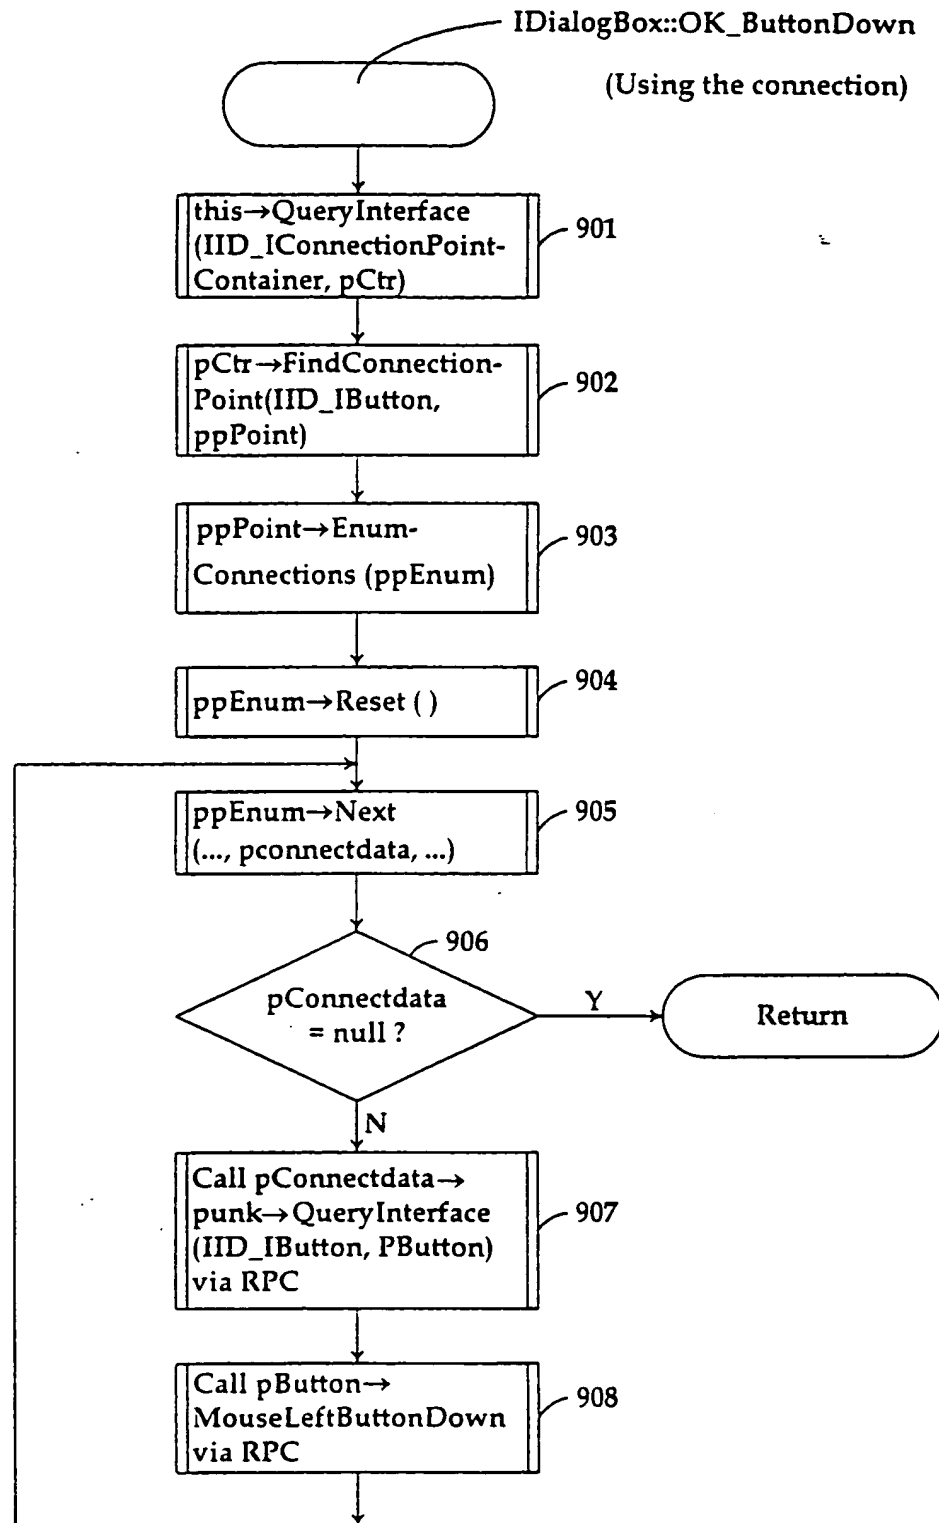 IDialogBox::OK_ButtonDown
(Using the connection)
this→QueryInterface
(IID_IConnectionPoint-
Container, pCtr)
901
pCtr→FindConnection-
Point(IID_IButton,
ppPoint)
902
ppPoint→Enum-
Connections (ppEnum)
903
ppEnum→Reset ( )
904
ppEnum→Next
(..., pconnectdata, ...)
905
906
pConnectdata
= null ?
Y
Return
N
Call pConnectdata→
punk→QueryInterface
(IID_IButton, PButton)
via RPC
907
Call pButton→
MouseLeftButtonDown
via RPC
908